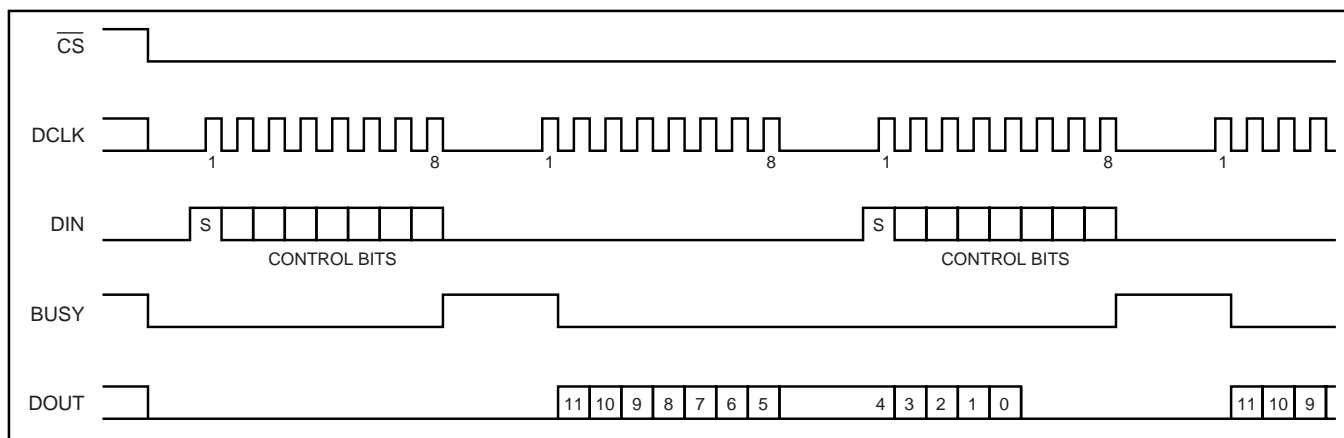 CS
DCLK
1 8 1 8 1 8 1
DIN
S S
CONTROL BITS CONTROL BITS
BUSY
DOUT
11 10 9 8 7 6 5 4 3 2 1 0 11 10 9